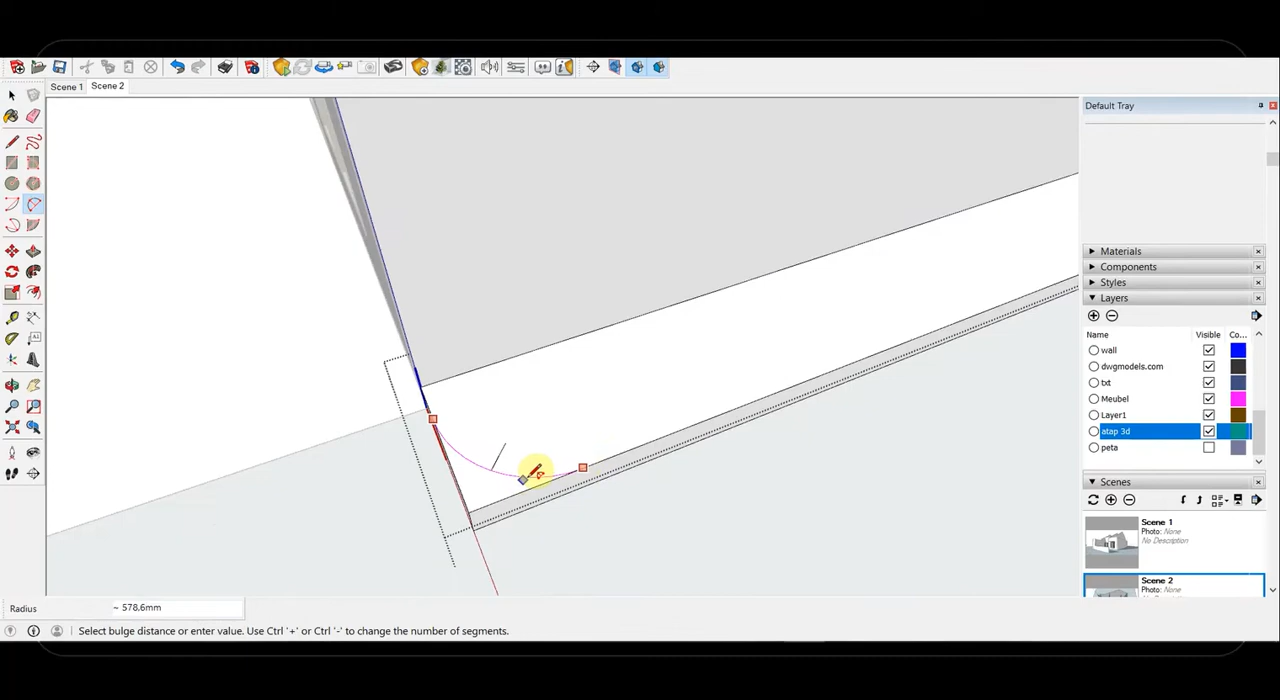 Scene 1
Scene 2
Default Tray
Materials
Components
Styles
Layers
Name
Visible
Co...
wall
dwgmodels.com
txt
Meubel
Layer1
atap 3d
peta
Scenes
Scene 1
Photo: None
No Description
Scene 2
Photo: None
No Description
Radius
~ 578.6mm
Select bulge distance or enter value. Use Ctrl '+' or Ctrl '-' to change the number of segments.